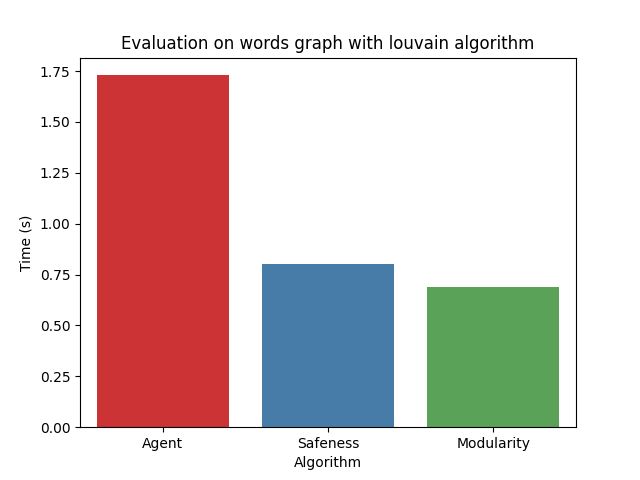 Evaluation on words graph with louvain algorithm
1.75
1.50
1.25
1.00
0.75
0.50
0.25
0.00
Time (s)
Agent Safeness Modularity
Algorithm